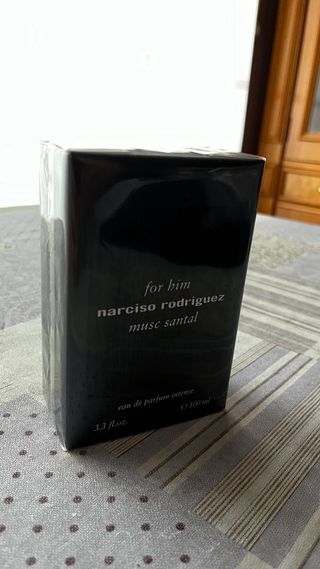 for him
narciso rodriguez
musc santal
eau de parfum intense
3.3 fl.oz. ℮ 100 ml